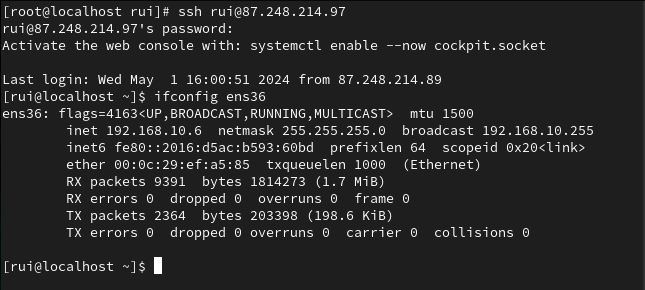 [root@localhost rui]# ssh rui@87.248.214.97
rui@87.248.214.97's password:
Activate the web console with: systemctl enable --now cockpit.socket
Last login: Wed May  1 16:00:51 2024 from 87.248.214.89
[rui@localhost ~]$ ifconfig ens36
ens36: flags=4163<UP,BROADCAST,RUNNING,MULTICAST>  mtu 1500
        inet 192.168.10.6  netmask 255.255.255.0  broadcast 192.168.10.255
        inet6 fe80::2016:d5ac:b593:60bd  prefixlen 64  scopeid 0x20<link>
        ether 00:0c:29:ef:a5:85  txqueuelen 1000  (Ethernet)
        RX packets 9391  bytes 1814273 (1.7 MiB)
        RX errors 0  dropped 0  overruns 0  frame 0
        TX packets 2364  bytes 203398 (198.6 KiB)
        TX errors 0  dropped 0 overruns 0  carrier 0  collisions 0
[rui@localhost ~]$